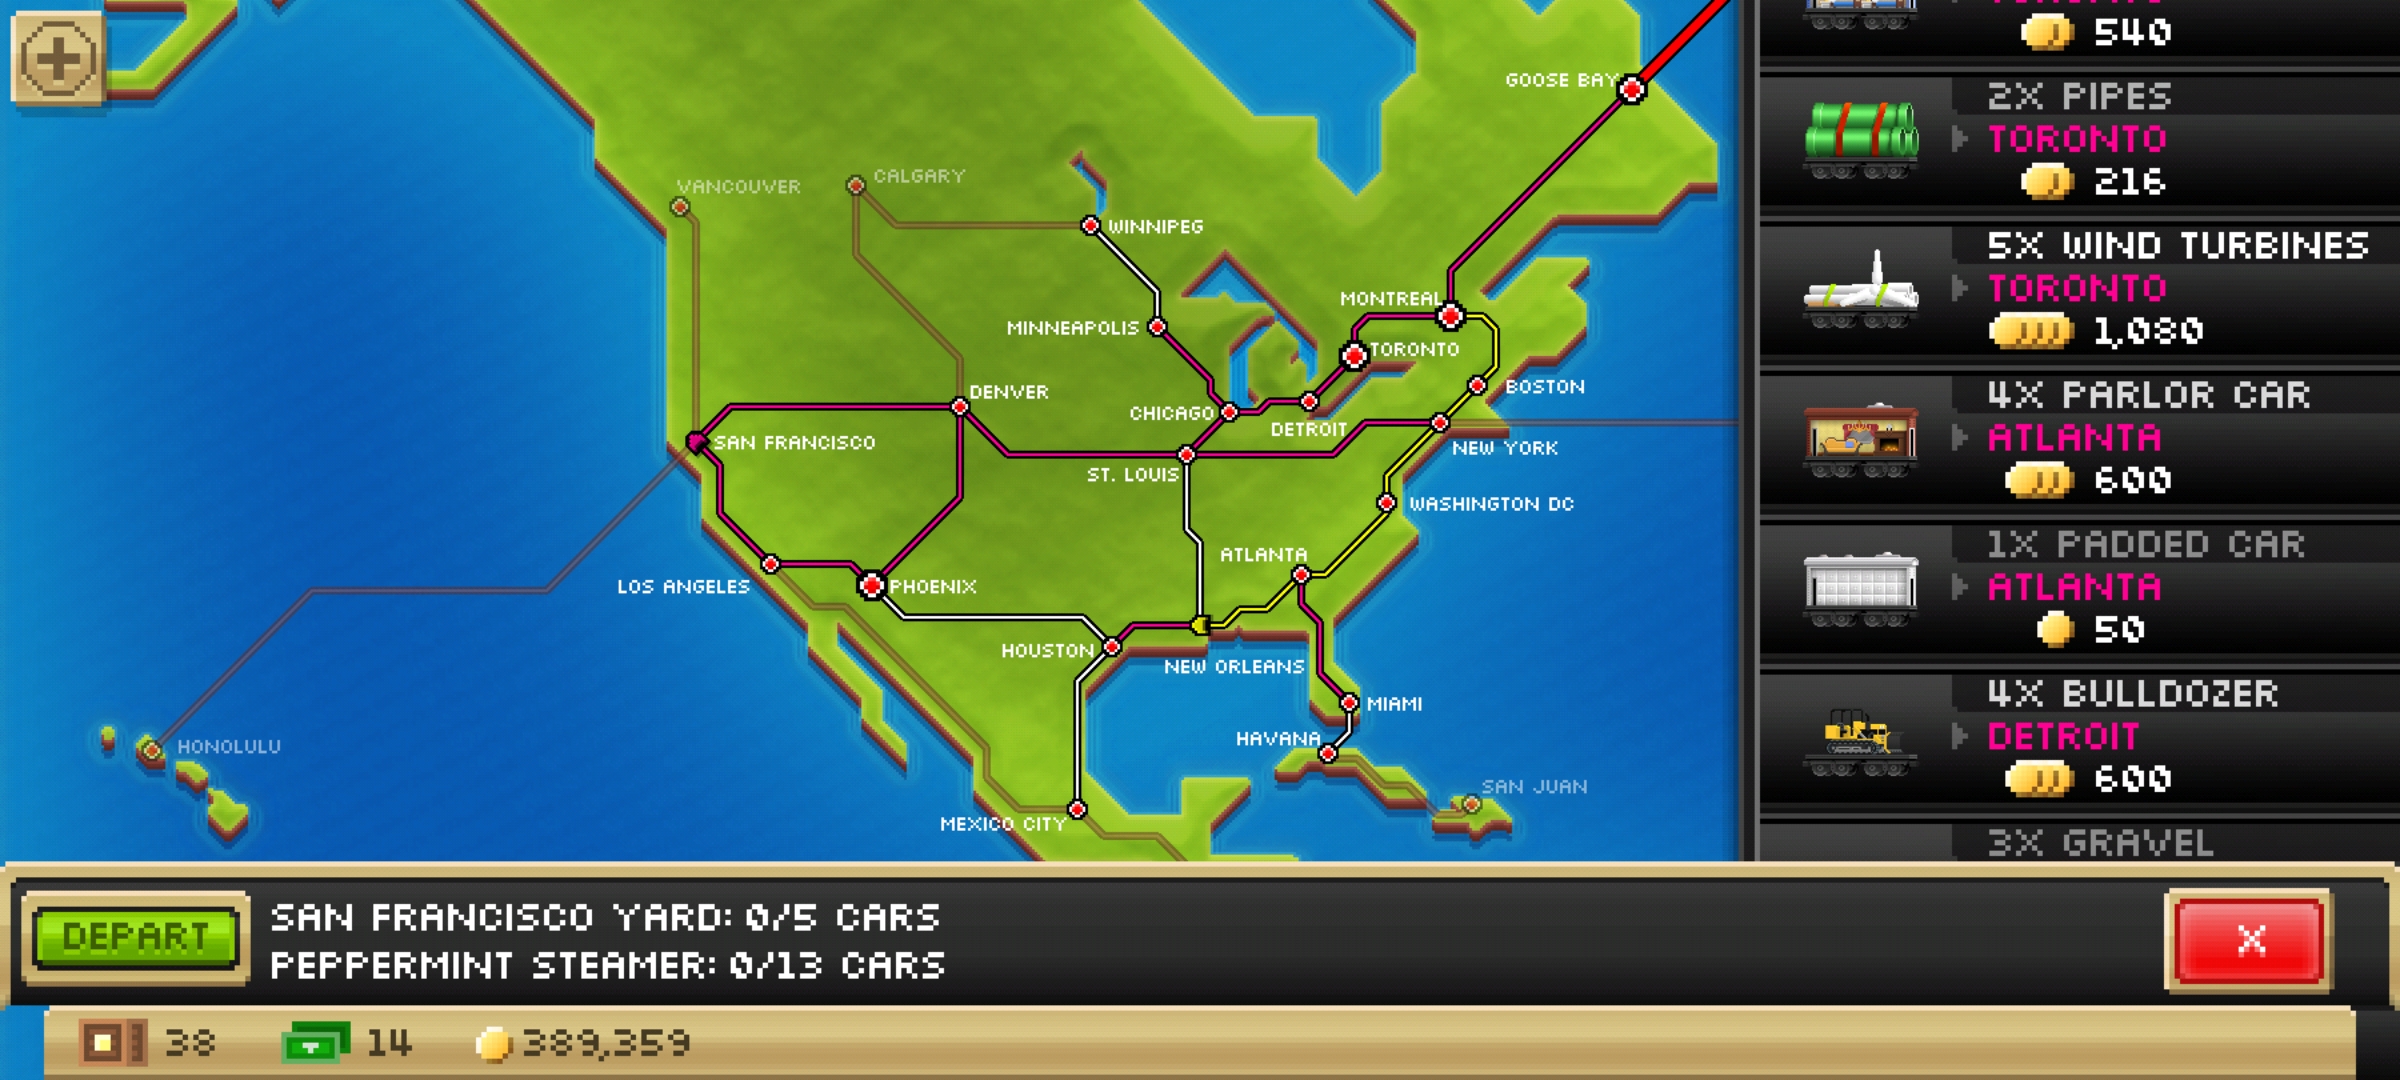 GOOSE BAY
VANCOUVER
CALGARY
WINNIPEG
MONTREAL
MINNEAPOLIS
TORONTO
DENVER
BOSTON
CHICAGO
DETROIT
SAN FRANCISCO
NEW YORK
ST. LOUIS
WASHINGTON DC
ATLANTA
LOS ANGELES
PHOENIX
HOUSTON
NEW ORLEANS
MIAMI
HAVANA
HONOLULU
SAN JUAN
MEXICO CITY
540
2X PIPES
TORONTO
216
5X WIND TURBINES
TORONTO
1,080
4X PARLOR CAR
ATLANTA
600
1X PADDED CAR
ATLANTA
50
4X BULLDOZER
DETROIT
600
3X GRAVEL
DEPART
SAN FRANCISCO YARD: 0/5 CARS
PEPPERMINT STEAMER: 0/13 CARS
X
38
14
389,359